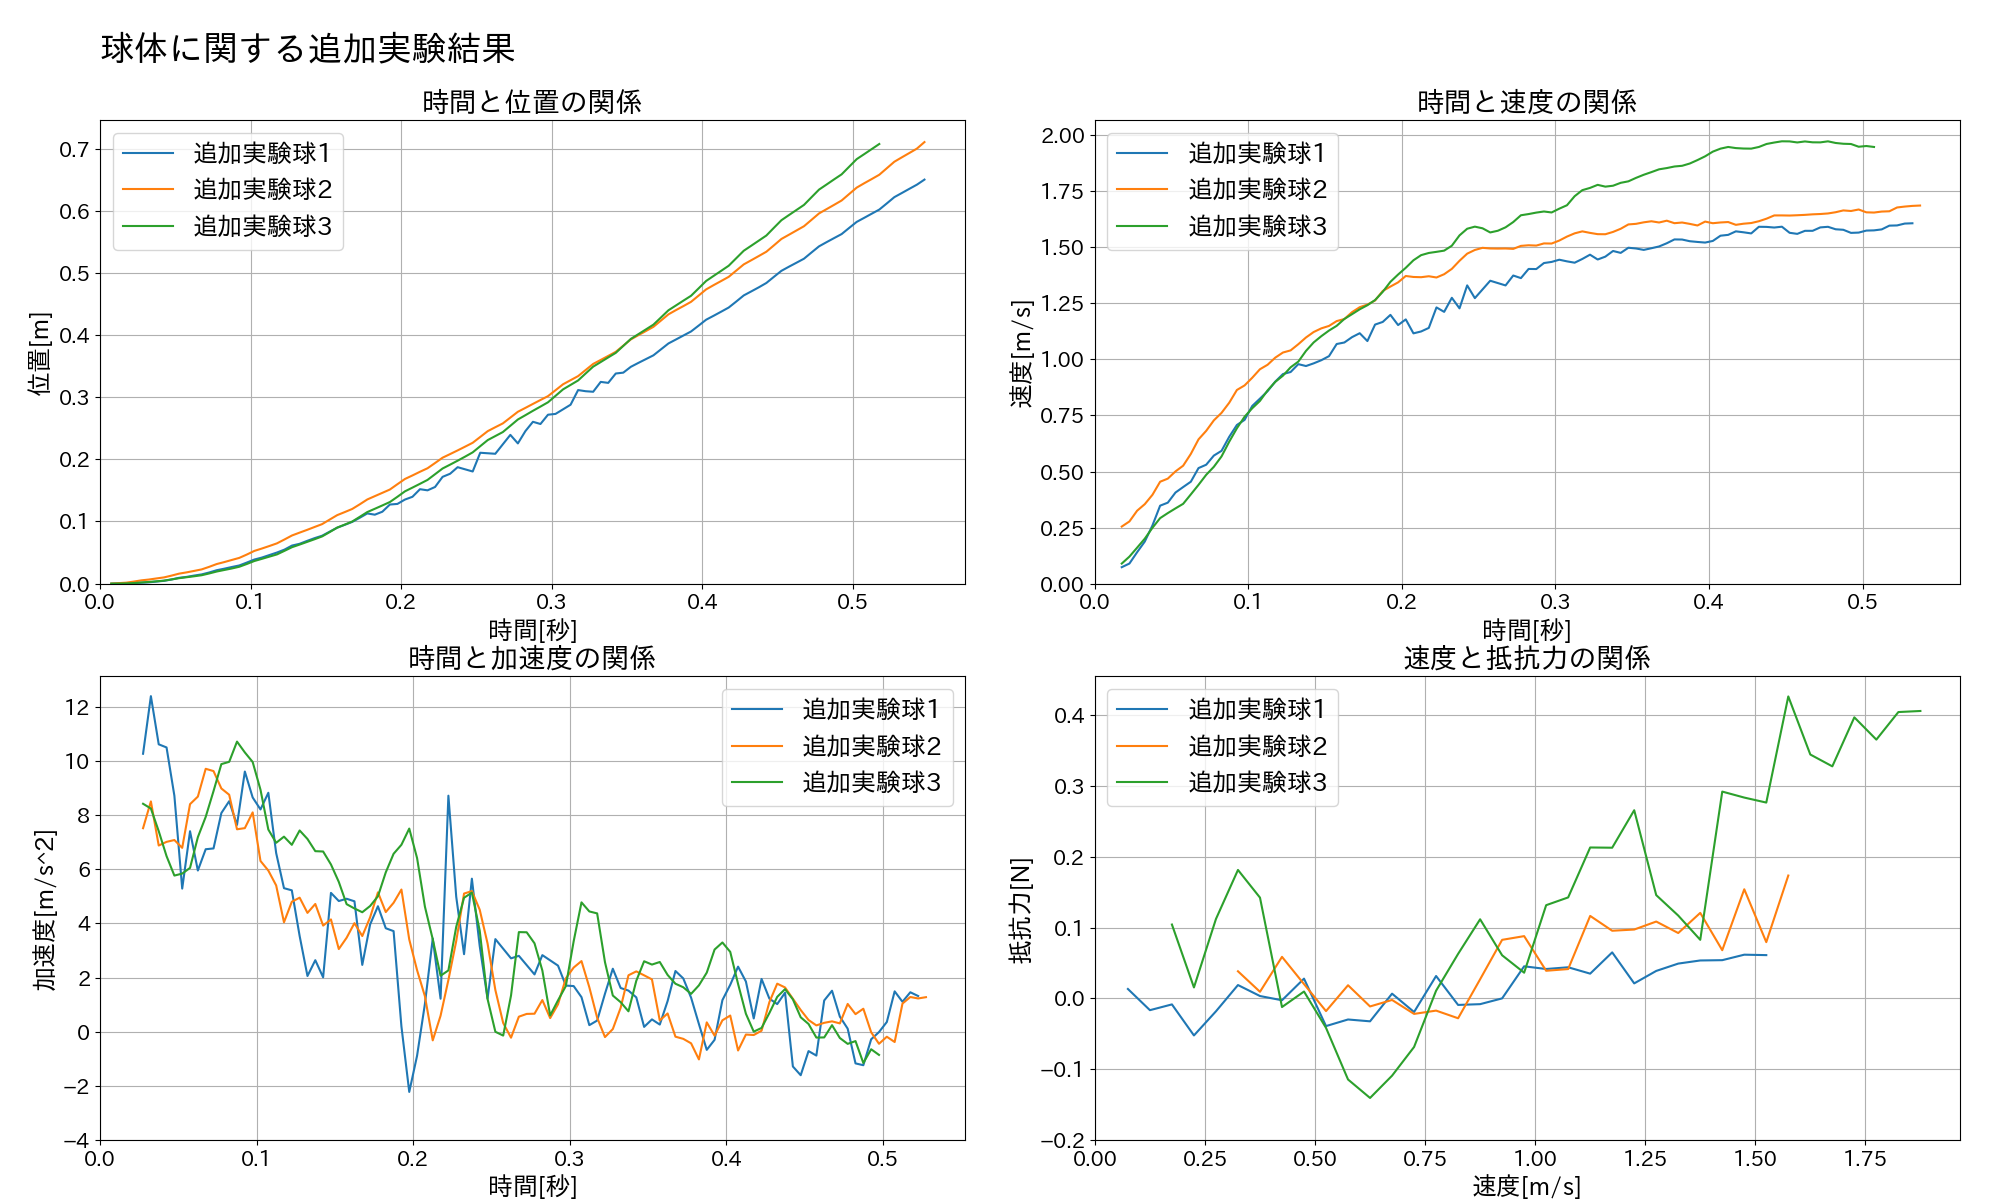 球体に関する追加実験結果
時間と位置の関係
追加実験球1
追加実験球2
追加実験球3
位置[m]
0.7
0.6
0.5
0.4
0.3
0.2
0.1
0.0
0.0 0.1 0.2 0.3 0.4 0.5
時間[秒]
時間と速度の関係
追加実験球1
追加実験球2
追加実験球3
速度[m/s]
2.00
1.75
1.50
1.25
1.00
0.75
0.50
0.25
0.00
0.0 0.1 0.2 0.3 0.4 0.5
時間[秒]
時間と加速度の関係
追加実験球1
追加実験球2
追加実験球3
加速度[m/s^2]
12
10
8
6
4
2
0
−2
−4
0.0 0.1 0.2 0.3 0.4 0.5
時間[秒]
速度と抵抗力の関係
追加実験球1
追加実験球2
追加実験球3
抵抗力[N]
0.4
0.3
0.2
0.1
0.0
−0.1
−0.2
0.00 0.25 0.50 0.75 1.00 1.25 1.50 1.75
速度[m/s]